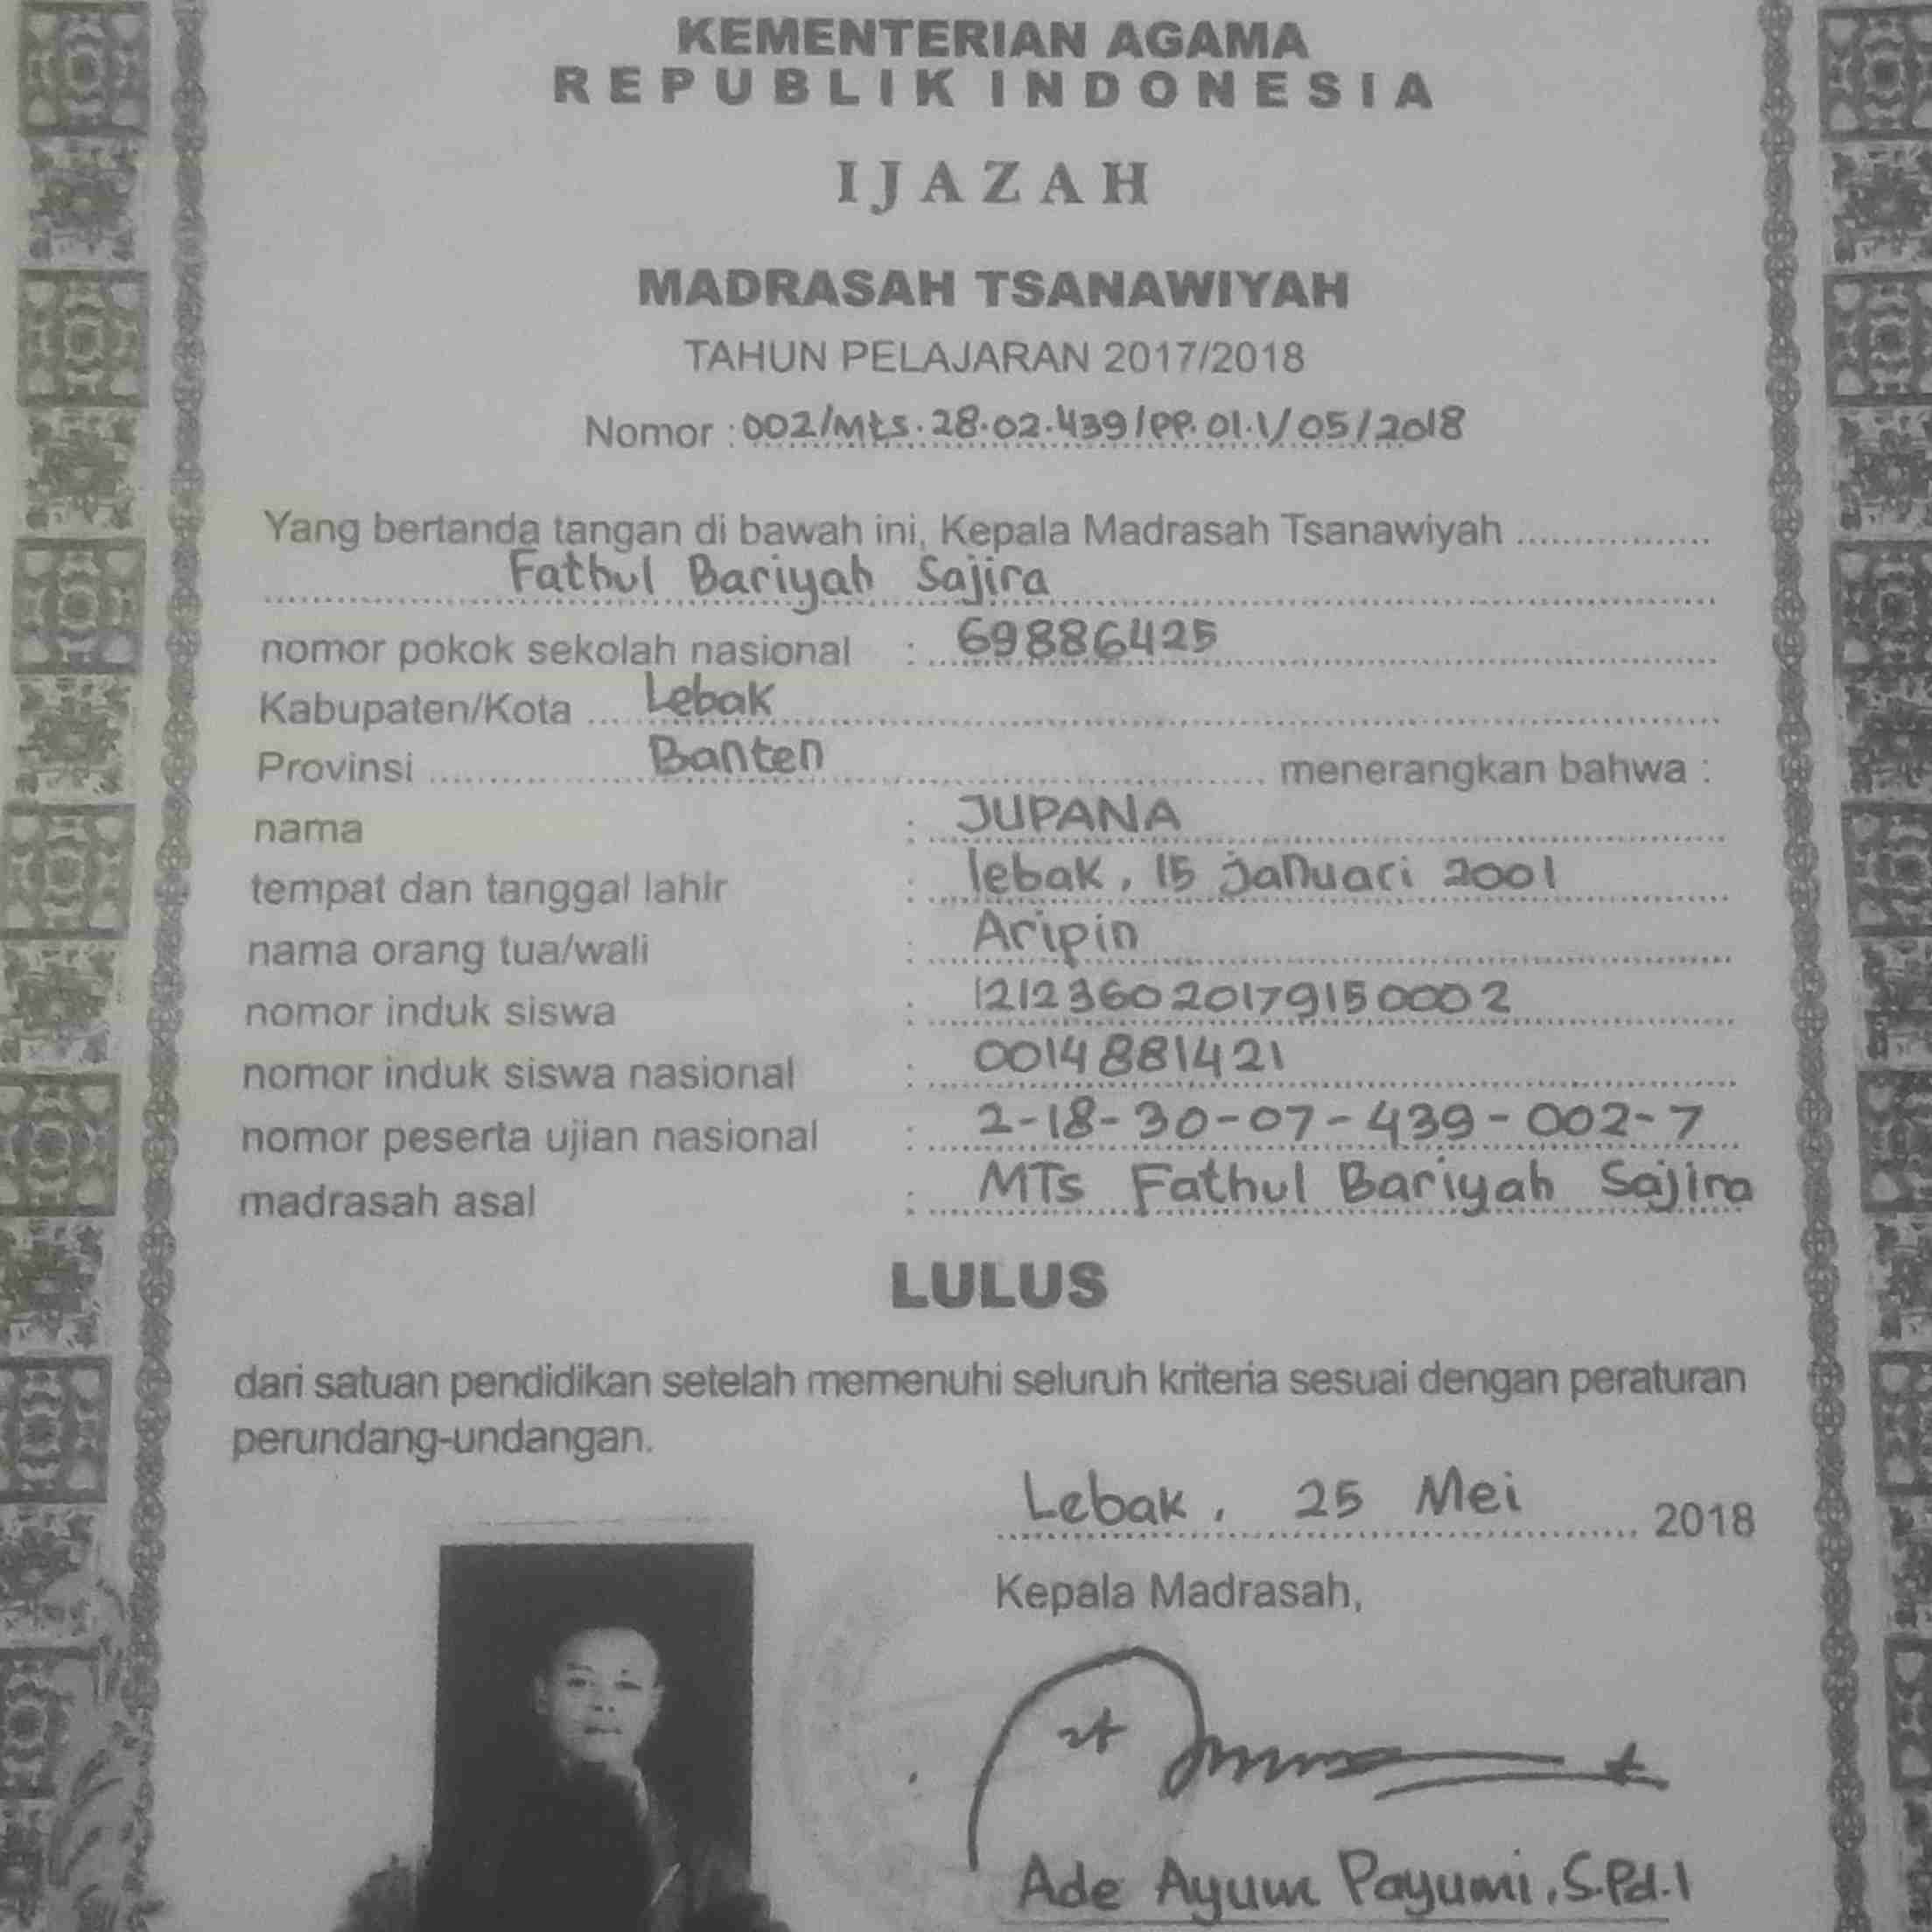 KEMENTERIAN AGAMA
REPUBLIK INDONESIA
IJAZAH
MADRASAH TSANAWIYAH
TAHUN PELAJARAN 2017/2018
Nomor : 002/Mts.28.02.439/PP.01.1/05/2018
Yang bertanda tangan di bawah ini, Kepala Madrasah Tsanawiyah
Fathul Bariyah Sajira
nomor pokok sekolah nasional : 69886425
Kabupaten/Kota Lebak
Provinsi Banten menerangkan bahwa :
nama : JUPANA
tempat dan tanggal lahir : lebak, 15 januari 2001
nama orang tua/wali : Aripin
nomor induk siswa : 121236020179150002
nomor induk siswa nasional : 0014881421
nomor peserta ujian nasional : 2-18-30-07-439-002-7
madrasah asal : MTs Fathul Bariyah Sajira
LULUS
dari satuan pendidikan setelah memenuhi seluruh kriteria sesuai dengan peraturan
perundang-undangan.
Lebak, 25 Mei 2018
Kepala Madrasah,
Ade Payumi, S.Pd.I